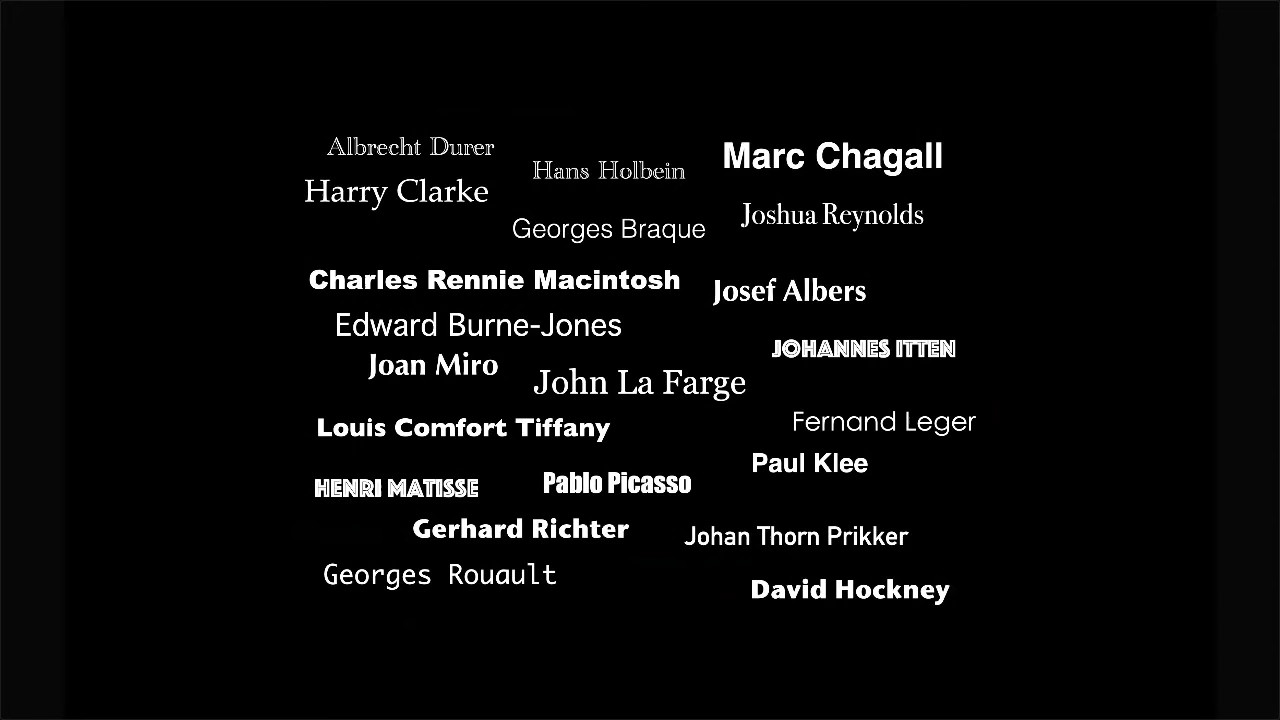 Albrecht Durer
Hans Holbein
Marc Chagall
Harry Clarke
Georges Braque
Joshua Reynolds
Charles Rennie Macintosh
Josef Albers
Edward Burne-Jones
JOHANNES ITTEN
Joan Miro
John La Farge
Louis Comfort Tiffany
Fernand Leger
Paul Klee
HENRI MATISSE
Pablo Picasso
Gerhard Richter
Johan Thorn Prikker
Georges Rouault
David Hockney